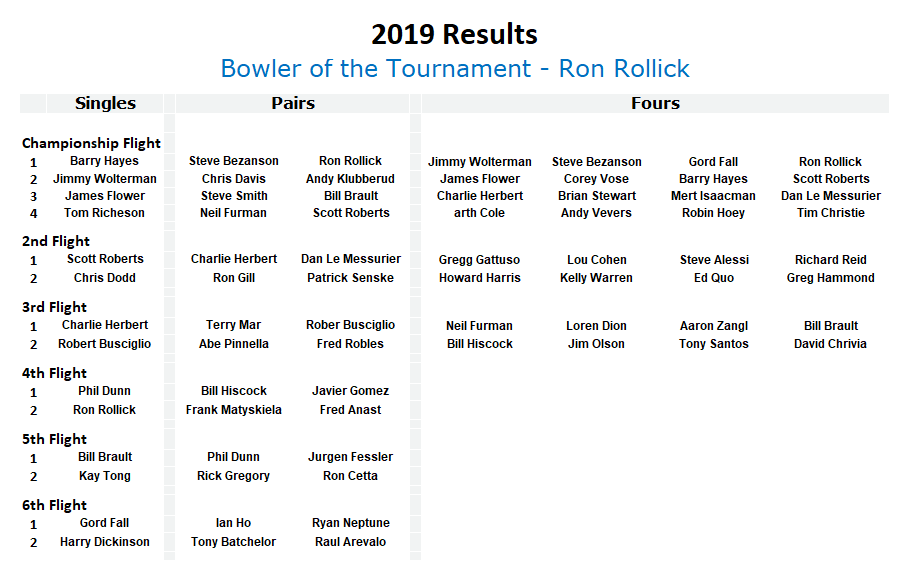 2019 Results
Bowler of the Tournament - Ron Rollick
Singles Pairs Fours
Championship Flight
1 Barry Hayes Steve Bezanson Ron Rollick Jimmy Wolterman Steve Bezanson Gord Fall Ron Rollick
2 Jimmy Wolterman Chris Davis Andy Klubberud James Flower Corey Vose Barry Hayes Scott Roberts
3 James Flower Steve Smith Bill Brault Charlie Herbert Brian Stewart Mert Isaacman Dan Le Messurier
4 Tom Richeson Neil Furman Scott Roberts arth Cole Andy Vevers Robin Hoey Tim Christie
2nd Flight
1 Scott Roberts Charlie Herbert Dan Le Messurier Gregg Gattuso Lou Cohen Steve Alessi Richard Reid
2 Chris Dodd Ron Gill Patrick Senske Howard Harris Kelly Warren Ed Quo Greg Hammond
3rd Flight
1 Charlie Herbert Terry Mar Rober Busciglio Neil Furman Loren Dion Aaron Zangl Bill Brault
2 Robert Busciglio Abe Pinnella Fred Robles Bill Hiscock Jim Olson Tony Santos David Chrivia
4th Flight
1 Phil Dunn Bill Hiscock Javier Gomez
2 Ron Rollick Frank Matyskiela Fred Anast
5th Flight
1 Bill Brault Phil Dunn Jurgen Fessler
2 Kay Tong Rick Gregory Ron Cetta
6th Flight
1 Gord Fall Ian Ho Ryan Neptune
2 Harry Dickinson Tony Batchelor Raul Arevalo